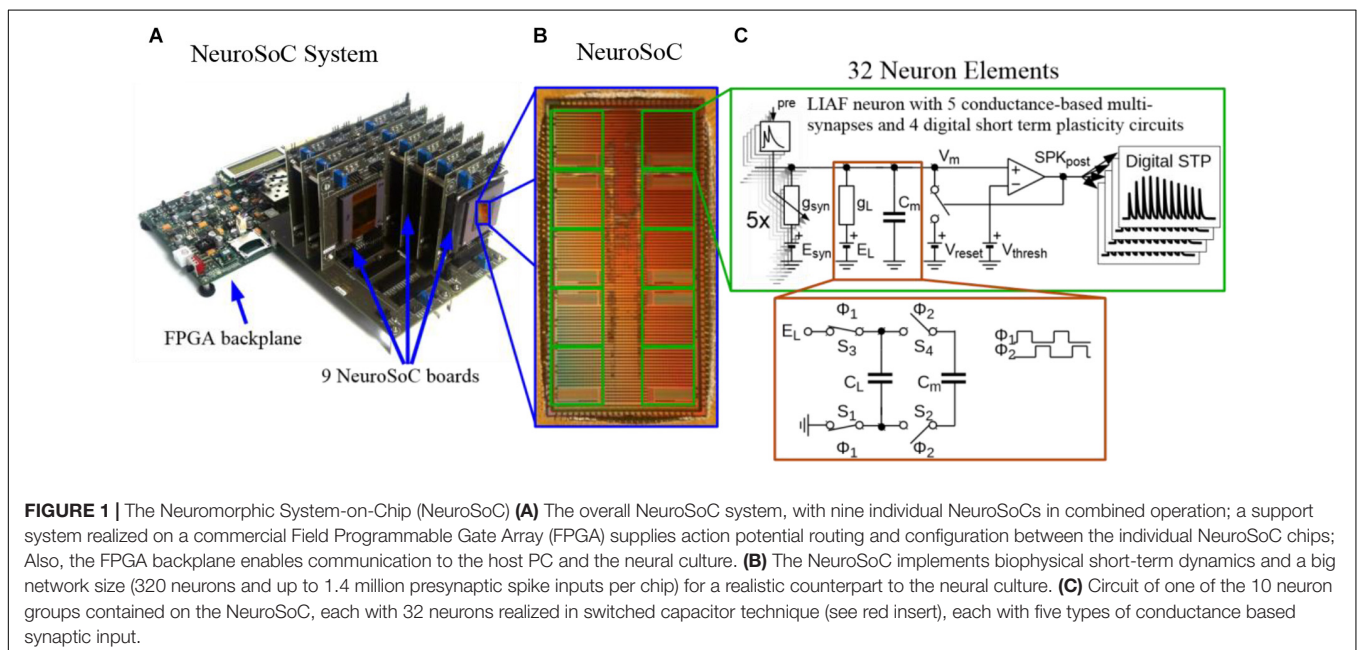 A
NeuroSoC System
FPGA backplane
9 NeuroSoC boards
B
NeuroSoC
C
32 Neuron Elements
pre
LIAF neuron with 5 conductance-based multi-
synapses and 4 digital short term plasticity circuits
Vm
SPKpost
Digital STP
5x
gsyn
gL
Cm
Esyn
EL
Vreset
Vthresh
+
−
Φ1
Φ2
EL
S3
S4
CL
Cm
S1
S2
Φ1
Φ2
Φ1
Φ2
FIGURE 1 | The Neuromorphic System-on-Chip (NeuroSoC) (A) The overall NeuroSoC system, with nine individual NeuroSoCs in combined operation; a support
system realized on a commercial Field Programmable Gate Array (FPGA) supplies action potential routing and configuration between the individual NeuroSoC chips;
Also, the FPGA backplane enables communication to the host PC and the neural culture. (B) The NeuroSoC implements biophysical short-term dynamics and a big
network size (320 neurons and up to 1.4 million presynaptic spike inputs per chip) for a realistic counterpart to the neural culture. (C) Circuit of one of the 10 neuron
groups contained on the NeuroSoC, each with 32 neurons realized in switched capacitor technique (see red insert), each with five types of conductance based
synaptic input.